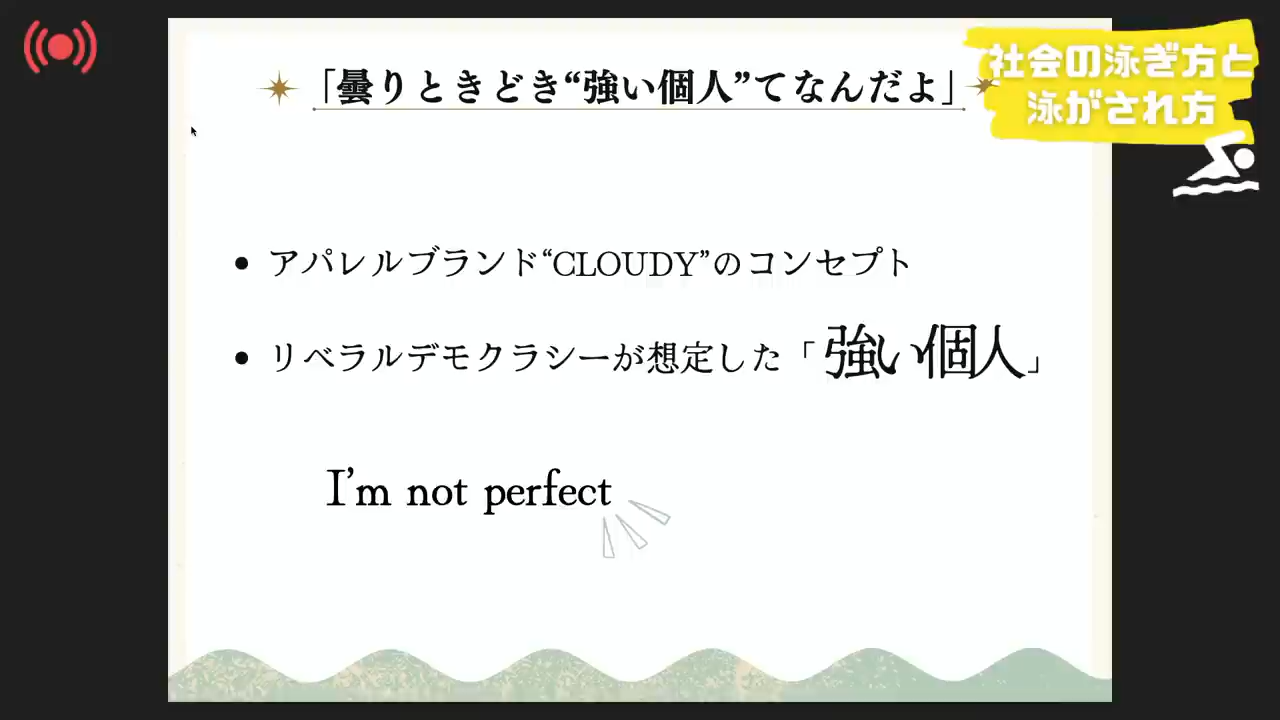 「曇りときどき“強い個人”てなんだよ」
社会の泳ぎ方と
泳がされ方
• アパレルブランド“CLOUDY”のコンセプト
• リベラルデモクラシーが想定した「強い個人」
I'm not perfect